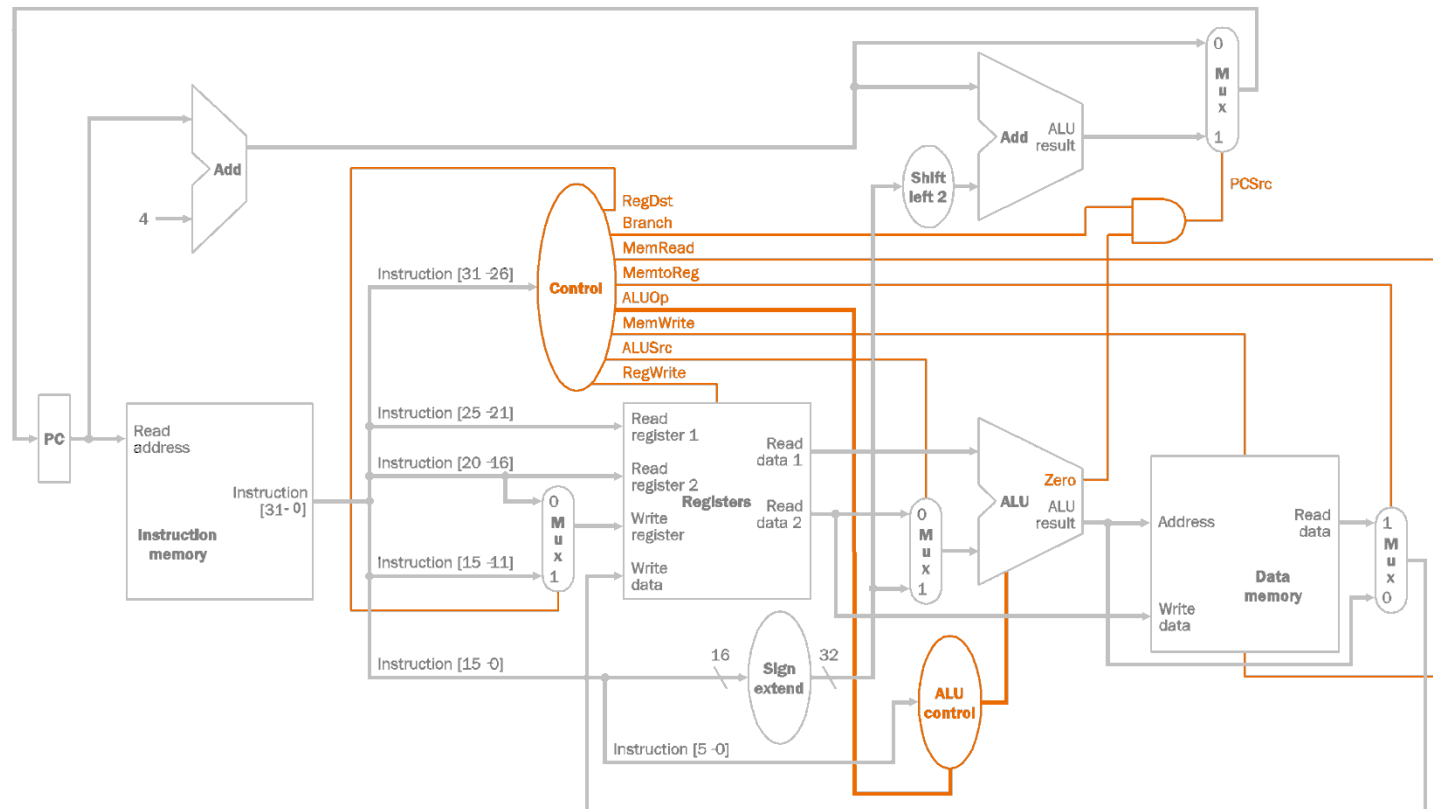 0
M
u
x
1
Add
ALU
result
Add
4
Shift
left 2
PCSrc
RegDst
Branch
MemRead
MemtoReg
ALUOp
MemWrite
ALUSrc
RegWrite
Control
Instruction [31 -26]
Instruction [25 -21]
Instruction [20 -16]
Instruction [15 -11]
Instruction [15 -0]
Instruction [5 -0]
PC
Read
address
Instruction
[31- 0]
Instruction
memory
0
M
u
x
1
Read
register 1
Read
register 2
Write
register
Write
data
Registers
Read
data 1
Read
data 2
0
M
u
x
1
Zero
ALU
ALU
result
Address
Write
data
Read
data
Data
memory
1
M
u
x
0
16
Sign
extend
32
ALU
control